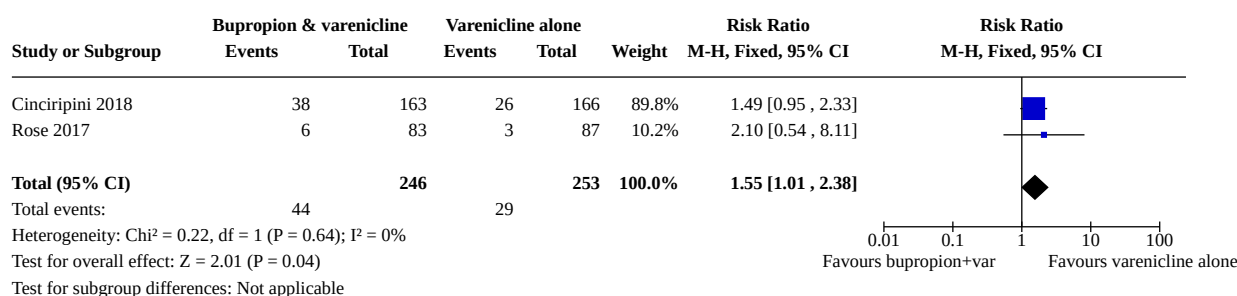 Bupropion & varenicline Varenicline alone Risk Ratio Risk Ratio
Study or Subgroup Events Total Events Total Weight M-H, Fixed, 95% CI M-H, Fixed, 95% CI
Cinciripini 2018 38 163 26 166 89.8% 1.49 [0.95 , 2.33]
Rose 2017 6 83 3 87 10.2% 2.10 [0.54 , 8.11]
Total (95% CI) 246 253 100.0% 1.55 [1.01 , 2.38]
Total events: 44 29
Heterogeneity: Chi² = 0.22, df = 1 (P = 0.64); I² = 0%
0.01 0.1 1 10 100
Test for overall effect: Z = 2.01 (P = 0.04) Favours bupropion+var Favours varenicline alone
Test for subgroup differences: Not applicable